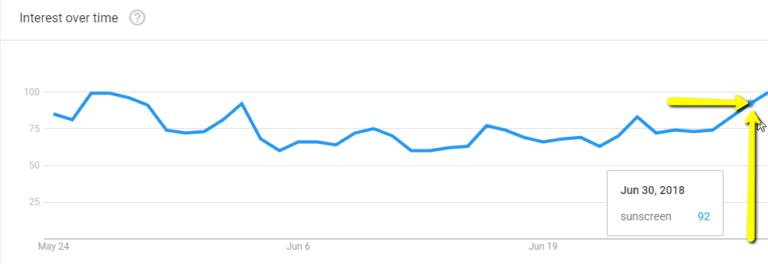 Interest over time ?
100
75
50
25
Jun 30, 2018
sunscreen 92
May 24 Jun 6 Jun 19